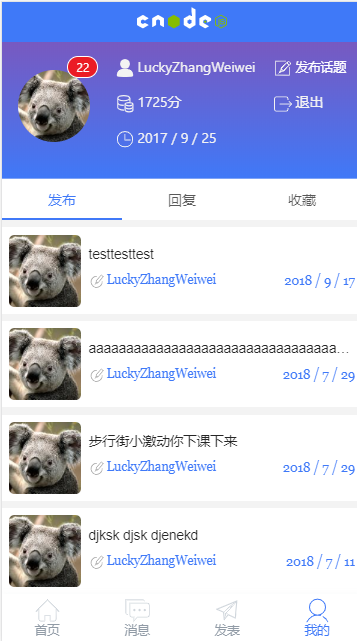 cnode
22
LuckyZhangWeiwei
发布话题
1725分
退出
2017 / 9 / 25
发布 回复 收藏
testtesttest
LuckyZhangWeiwei 2018 / 9 / 17
aaaaaaaaaaaaaaaaaaaaaaaaaaaaaaaaaa...
LuckyZhangWeiwei 2018 / 7 / 29
步行街小激动你下课下来
LuckyZhangWeiwei 2018 / 7 / 29
djksk djsk djenekd
LuckyZhangWeiwei 2018 / 7 / 11
首页 消息 发表 我的